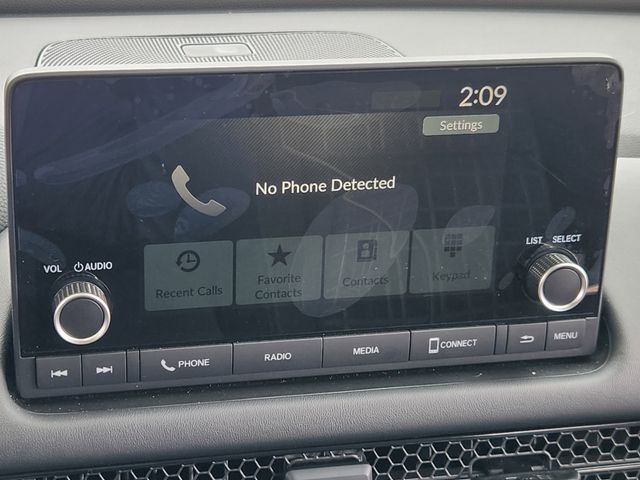 2:09
Settings
No Phone Detected
LIST SELECT
VOL AUDIO
Recent Calls
Favorite
Contacts
Contacts
Keypad
PHONE
RADIO
MEDIA
CONNECT
MENU